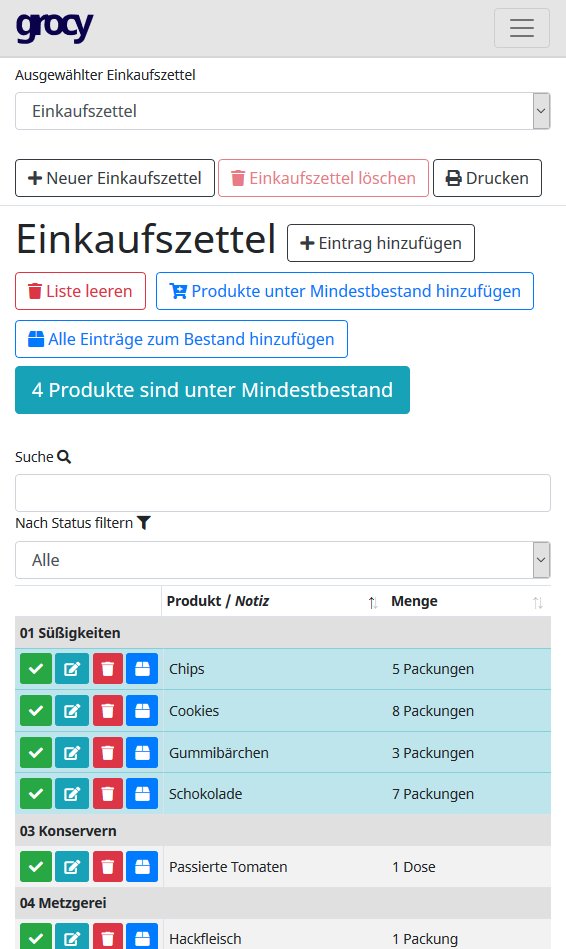 grocy
Ausgewählter Einkaufszettel
Einkaufszettel
Neuer Einkaufszettel Einkaufszettel löschen Drucken
Einkaufszettel Eintrag hinzufügen
Liste leeren Produkte unter Mindestbestand hinzufügen
Alle Einträge zum Bestand hinzufügen
4 Produkte sind unter Mindestbestand
Suche
Nach Status filtern
Alle
Produkt / Notiz Menge
01 Süßigkeiten
Chips 5 Packungen
Cookies 8 Packungen
Gummibärchen 3 Packungen
Schokolade 7 Packungen
03 Konservern
Passierte Tomaten 1 Dose
04 Metzgerei
Hackfleisch 1 Packung